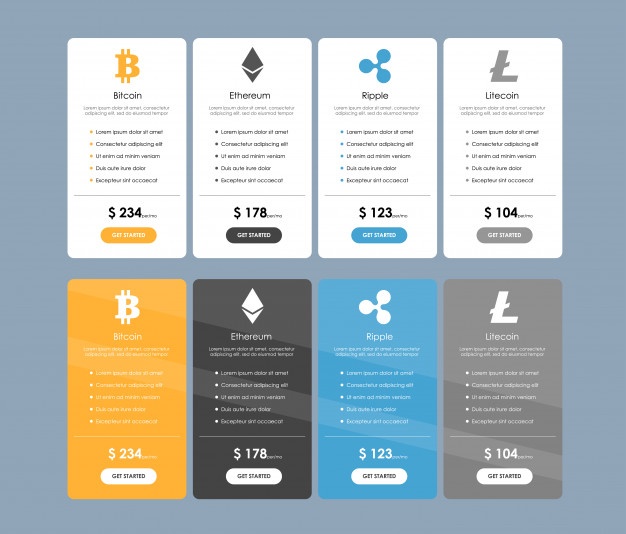 Bitcoin
Lorem ipsum dolor sit amet, consectetur
adipiscing elit, sed do eiusmod tempor
Lorem ipsum dolor sit amet
Consectetur adipiscing elit
Ut enim ad minim veniam
Duis aute irure dolor
Excepteur sint occaecat
$ 234 per/mo
GET STARTED
Ethereum
Lorem ipsum dolor sit amet, consectetur
adipiscing elit, sed do eiusmod tempor
Lorem ipsum dolor sit amet
Consectetur adipiscing elit
Ut enim ad minim veniam
Duis aute irure dolor
Excepteur sint occaecat
$ 178 per/mo
GET STARTED
Ripple
Lorem ipsum dolor sit amet, consectetur
adipiscing elit, sed do eiusmod tempor
Lorem ipsum dolor sit amet
Consectetur adipiscing elit
Ut enim ad minim veniam
Duis aute irure dolor
Excepteur sint occaecat
$ 123 per/mo
GET STARTED
Litecoin
Lorem ipsum dolor sit amet, consectetur
adipiscing elit, sed do eiusmod tempor
Lorem ipsum dolor sit amet
Consectetur adipiscing elit
Ut enim ad minim veniam
Duis aute irure dolor
Excepteur sint occaecat
$ 104 per/mo
GET STARTED
Bitcoin
Lorem ipsum dolor sit amet, consectetur
adipiscing elit, sed do eiusmod tempor
Lorem ipsum dolor sit amet
Consectetur adipiscing elit
Ut enim ad minim veniam
Duis aute irure dolor
Excepteur sint occaecat
$ 234 per/mo
GET STARTED
Ethereum
Lorem ipsum dolor sit amet, consectetur
adipiscing elit, sed do eiusmod tempor
Lorem ipsum dolor sit amet
Consectetur adipiscing elit
Ut enim ad minim veniam
Duis aute irure dolor
Excepteur sint occaecat
$ 178 per/mo
GET STARTED
Ripple
Lorem ipsum dolor sit amet, consectetur
adipiscing elit, sed do eiusmod tempor
Lorem ipsum dolor sit amet
Consectetur adipiscing elit
Ut enim ad minim veniam
Duis aute irure dolor
Excepteur sint occaecat
$ 123 per/mo
GET STARTED
Litecoin
Lorem ipsum dolor sit amet, consectetur
adipiscing elit, sed do eiusmod tempor
Lorem ipsum dolor sit amet
Consectetur adipiscing elit
Ut enim ad minim veniam
Duis aute irure dolor
Excepteur sint occaecat
$ 104 per/mo
GET STARTED